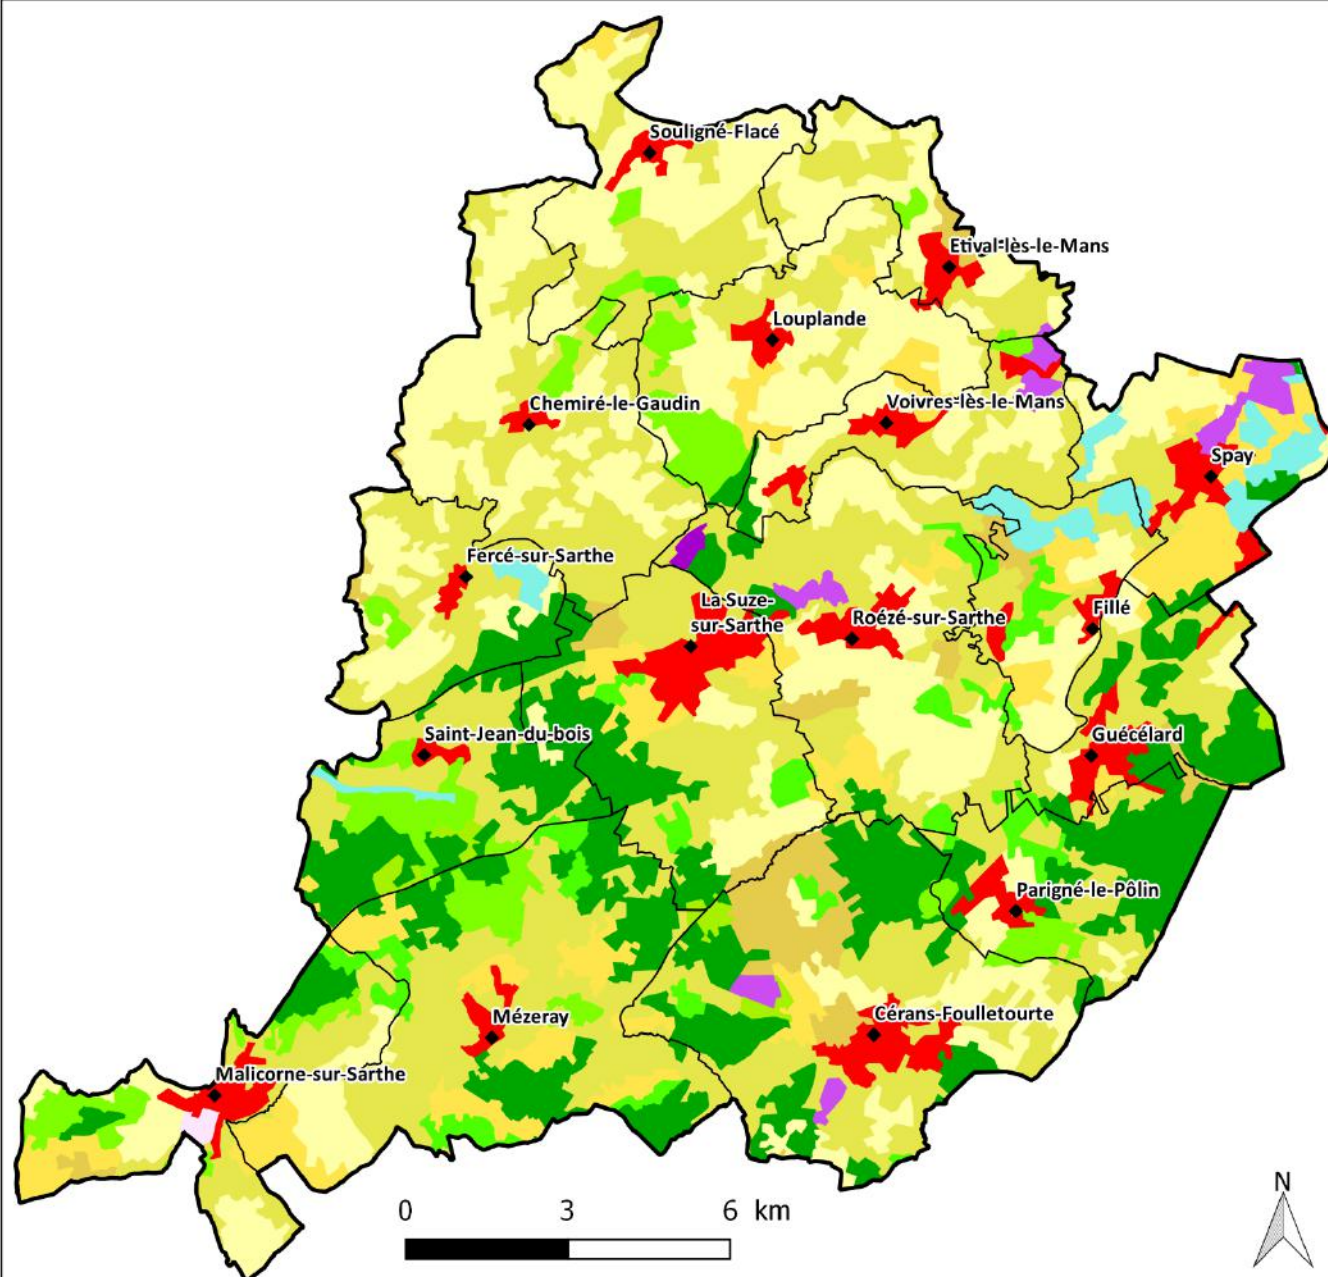 Souligné-Flacé
Etival-lès-le-Mans
Louplande
Chemiré-le-Gaudin
Voivres-lès-le-Mans
Spay
Fercé-sur-Sarthe
La Suze-
sur-Sarthe
Roézé-sur-Sarthe
Fillé
Saint-Jean-du-bois
Guécélard
Parigné-le-Pôlin
Mézeray
Cérans-Foulletourte
Malicorne-sur-Sarthe
0 3 6 km
N